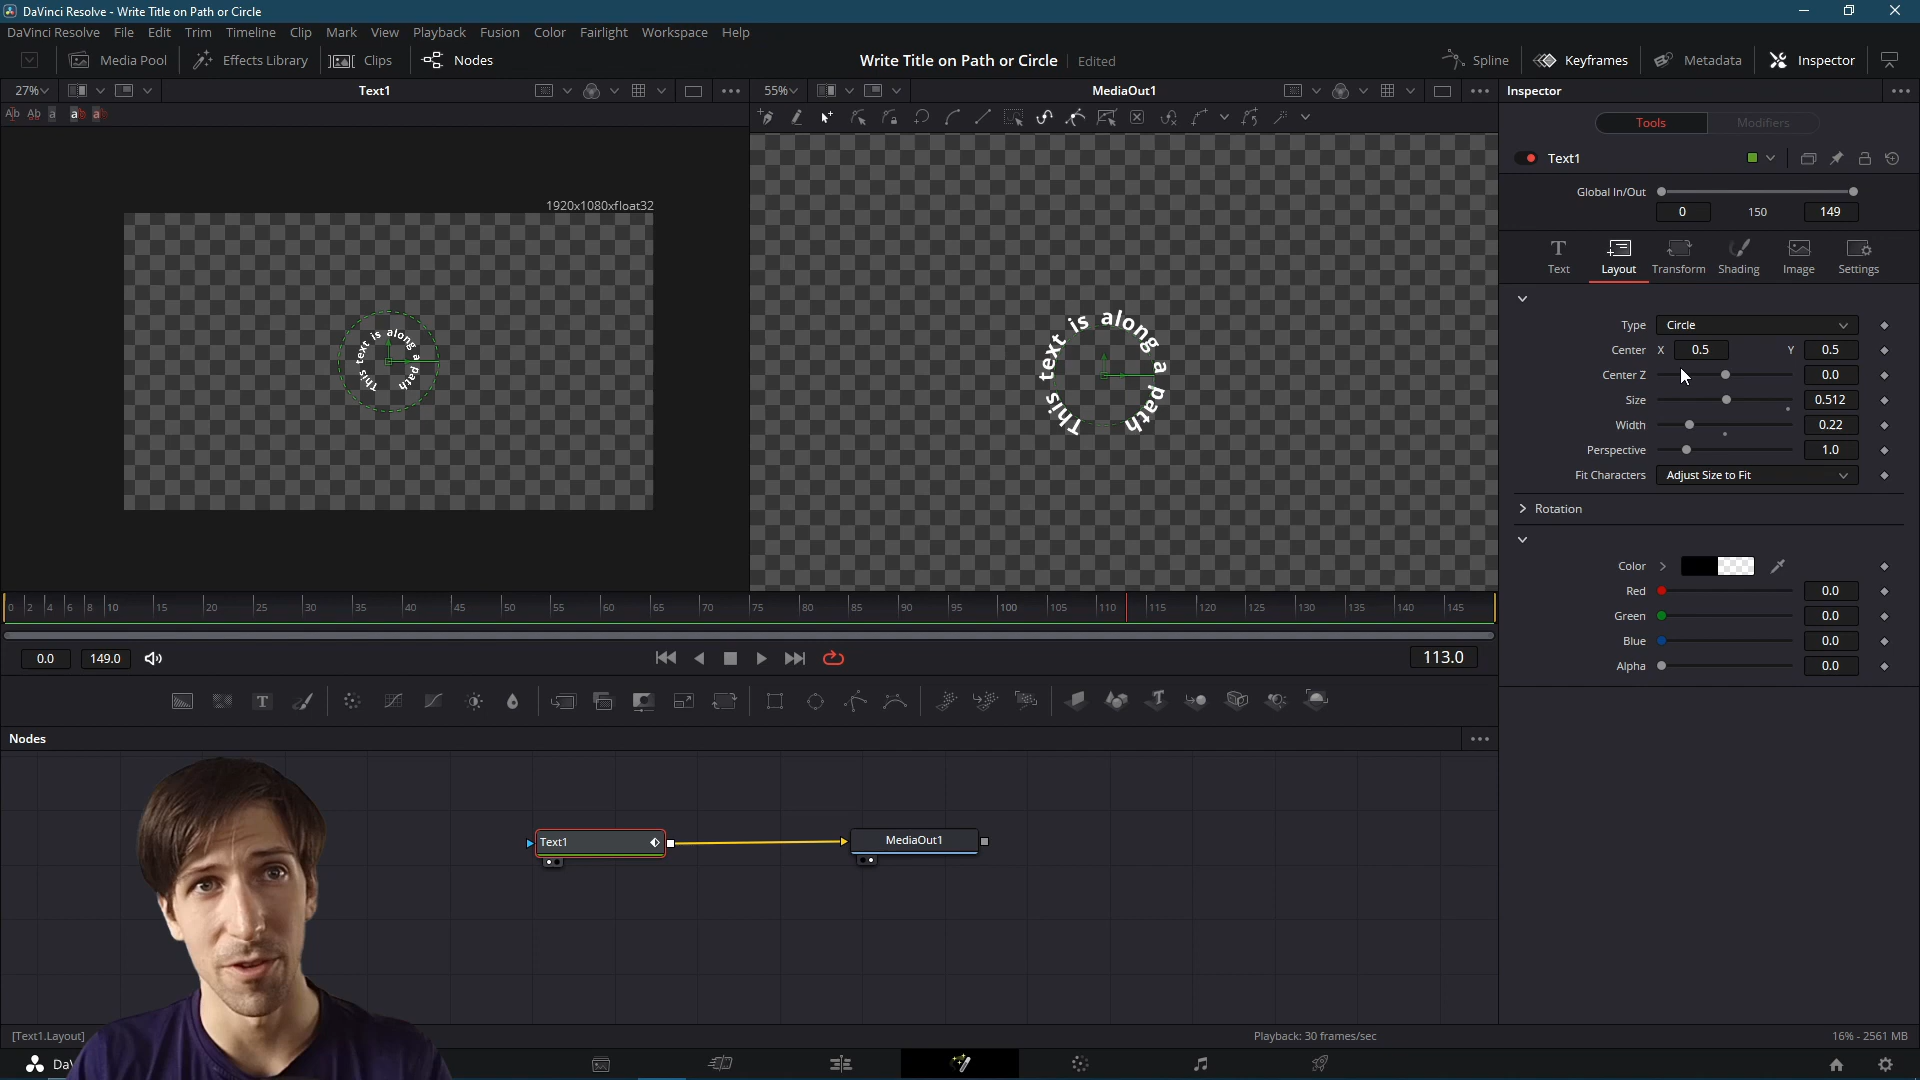 DaVinci Resolve - Write Title on Path or Circle
DaVinci Resolve File Edit Trim Timeline Clip Mark View Playback Fusion Color Fairlight Workspace Help
Media Pool Effects Library Clips Nodes Write Title on Path or Circle Edited Spline Keyframes Metadata Inspector
27% Text1 55% MediaOut1 Inspector
Tools Modifiers
Text1
1920x1080xfloat32
This text is along a path
This text is along a path
Global In/Out
0 150 149
Text Layout Transform Shading Image Settings
Type Circle
Center X 0.5 Y 0.5
Center Z 0.0
Size 0.512
Width 0.22
Perspective 1.0
Fit Characters Adjust Size to Fit
Rotation
Color
Red 0.0
Green 0.0
Blue 0.0
Alpha 0.0
0 2 4 6 8 10 15 20 25 30 35 40 45 50 55 60 65 70 75 80 85 90 95 100 105 110 115 120 125 130 135 140 145
0.0 149.0 113.0
Nodes
Text1 MediaOut1
[Text1.Layout] Playback: 30 frames/sec 16% - 2561 MB
DaV